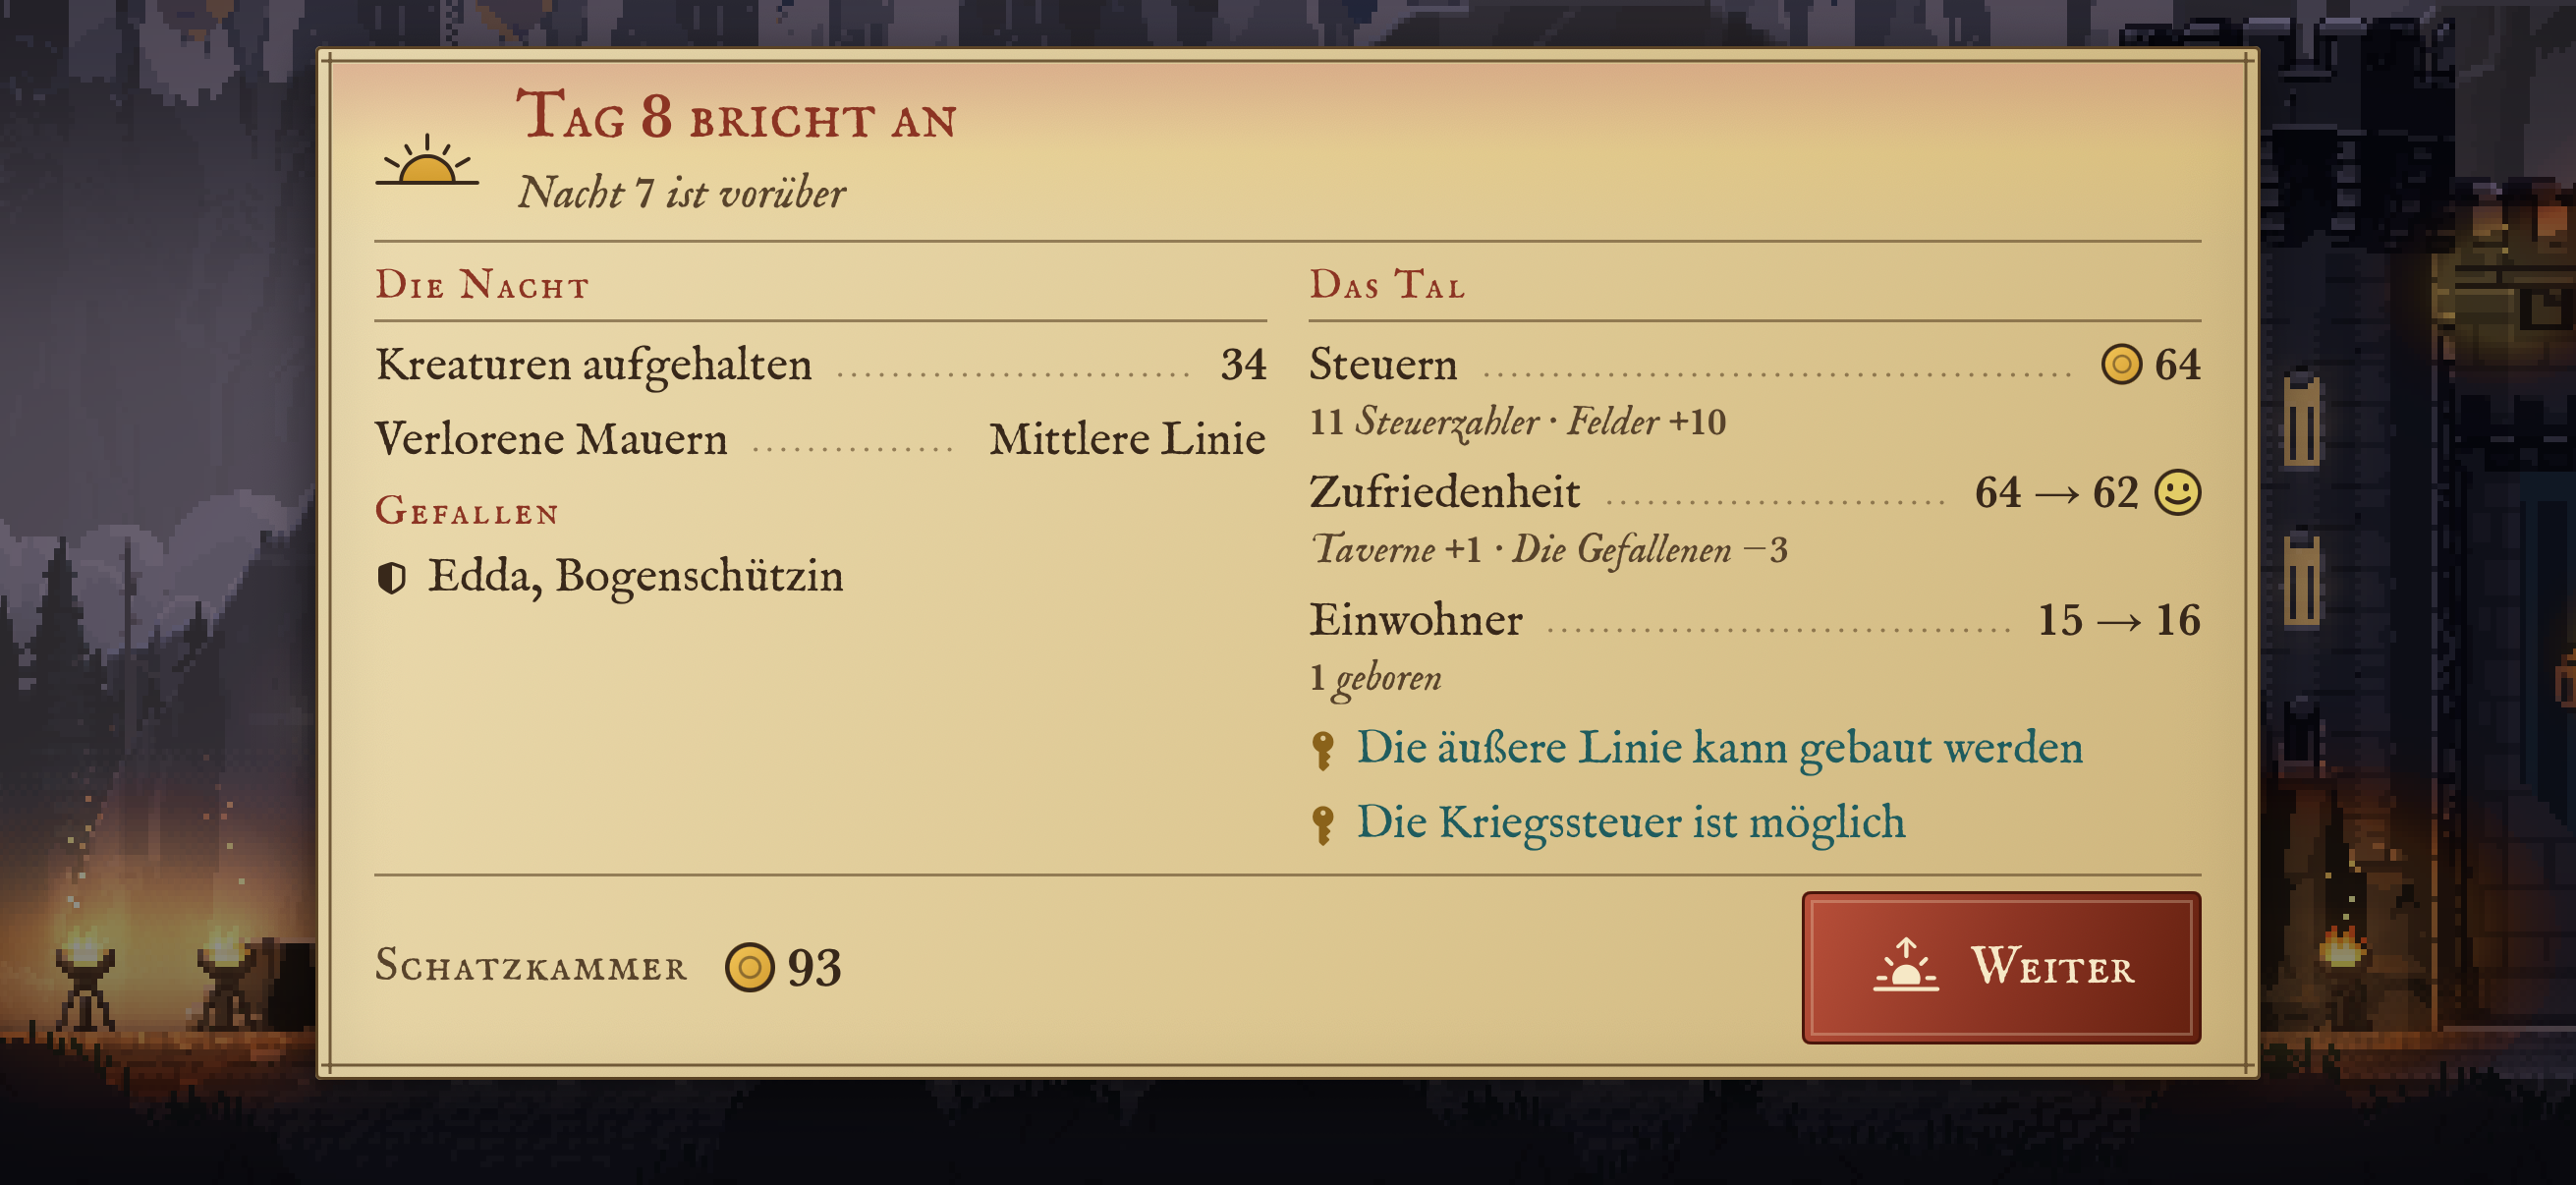 Tag 8 bricht an
Nacht 7 ist vorüber
Die Nacht
Kreaturen aufgehalten 34
Verlorene Mauern Mittlere Linie
Gefallen
Edda, Bogenschützin
Das Tal
Steuern 64
11 Steuerzahler · Felder +10
Zufriedenheit 64 → 62
Taverne +1 · Die Gefallenen −3
Einwohner 15 → 16
1 geboren
Die äußere Linie kann gebaut werden
Die Kriegssteuer ist möglich
Schatzkammer 93
Weiter